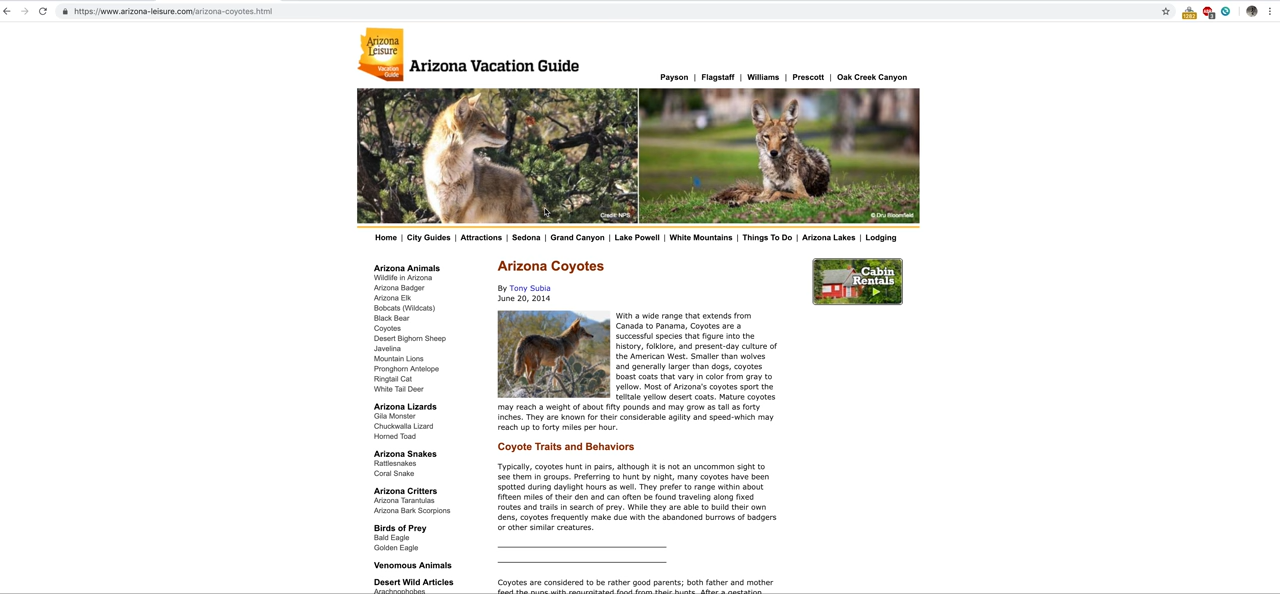 https://www.arizona-leisure.com/arizona-coyotes.html
1787
3
Arizona
Leisure
Vacation
Guide
Arizona Vacation Guide
Payson | Flagstaff | Williams | Prescott | Oak Creek Canyon
Credit: NPS
© Dru Bloomfield
Home | City Guides | Attractions | Sedona | Grand Canyon | Lake Powell | White Mountains | Things To Do | Arizona Lakes | Lodging
Arizona Animals
Wildlife in Arizona
Arizona Badger
Arizona Elk
Bobcats (Wildcats)
Black Bear
Coyotes
Desert Bighorn Sheep
Javelina
Mountain Lions
Pronghorn Antelope
Ringtail Cat
White Tail Deer
Arizona Lizards
Gila Monster
Chuckwalla Lizard
Horned Toad
Arizona Snakes
Rattlesnakes
Coral Snake
Arizona Critters
Arizona Tarantulas
Arizona Bark Scorpions
Birds of Prey
Bald Eagle
Golden Eagle
Venomous Animals
Desert Wild Articles
Arachnophobes
Arizona Coyotes
By Tony Subia
June 20, 2014
With a wide range that extends from
Canada to Panama, Coyotes are a
successful species that figure into the
history, folklore, and present-day culture of
the American West. Smaller than wolves
and generally larger than dogs, coyotes
boast coats that vary in color from gray to
yellow. Most of Arizona's coyotes sport the
telltale yellow desert coats. Mature coyotes
may reach a weight of about fifty pounds and may grow as tall as forty
inches. They are known for their considerable agility and speed-which may
reach up to forty miles per hour.
Coyote Traits and Behaviors
Typically, coyotes hunt in pairs, although it is not an uncommon sight to
see them in groups. Preferring to hunt by night, many coyotes have been
spotted during daylight hours as well. They prefer to range within about
fifteen miles of their den and can often be found traveling along fixed
routes and trails in search of prey. While they are able to build their own
dens, coyotes frequently make due with the abandoned burrows of badgers
or other similar creatures.
Coyotes are considered to be rather good parents; both father and mother
feed the pups with regurgitated food from their hunts. After a gestation
Cabin
Rentals